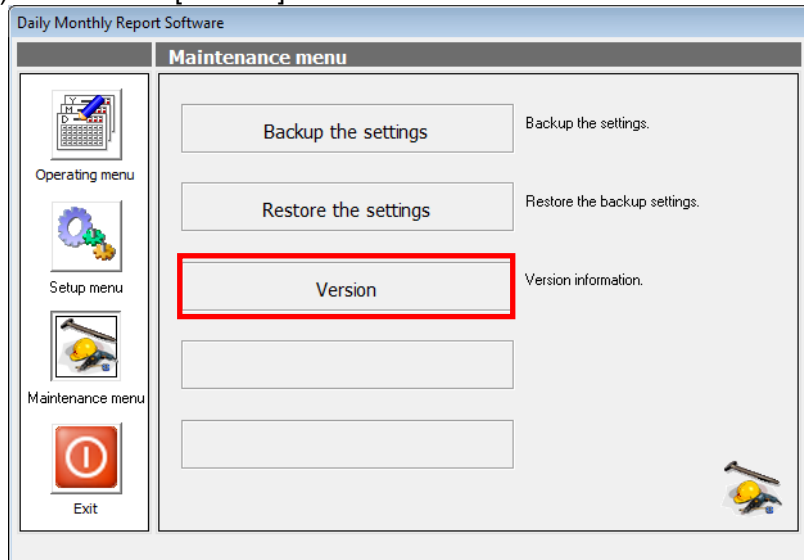 Daily Monthly Report Software
Maintenance menu
Backup the settings
Backup the settings.
Operating menu
Restore the settings
Restore the backup settings.
Setup menu
Version
Version information.
Maintenance menu
Exit